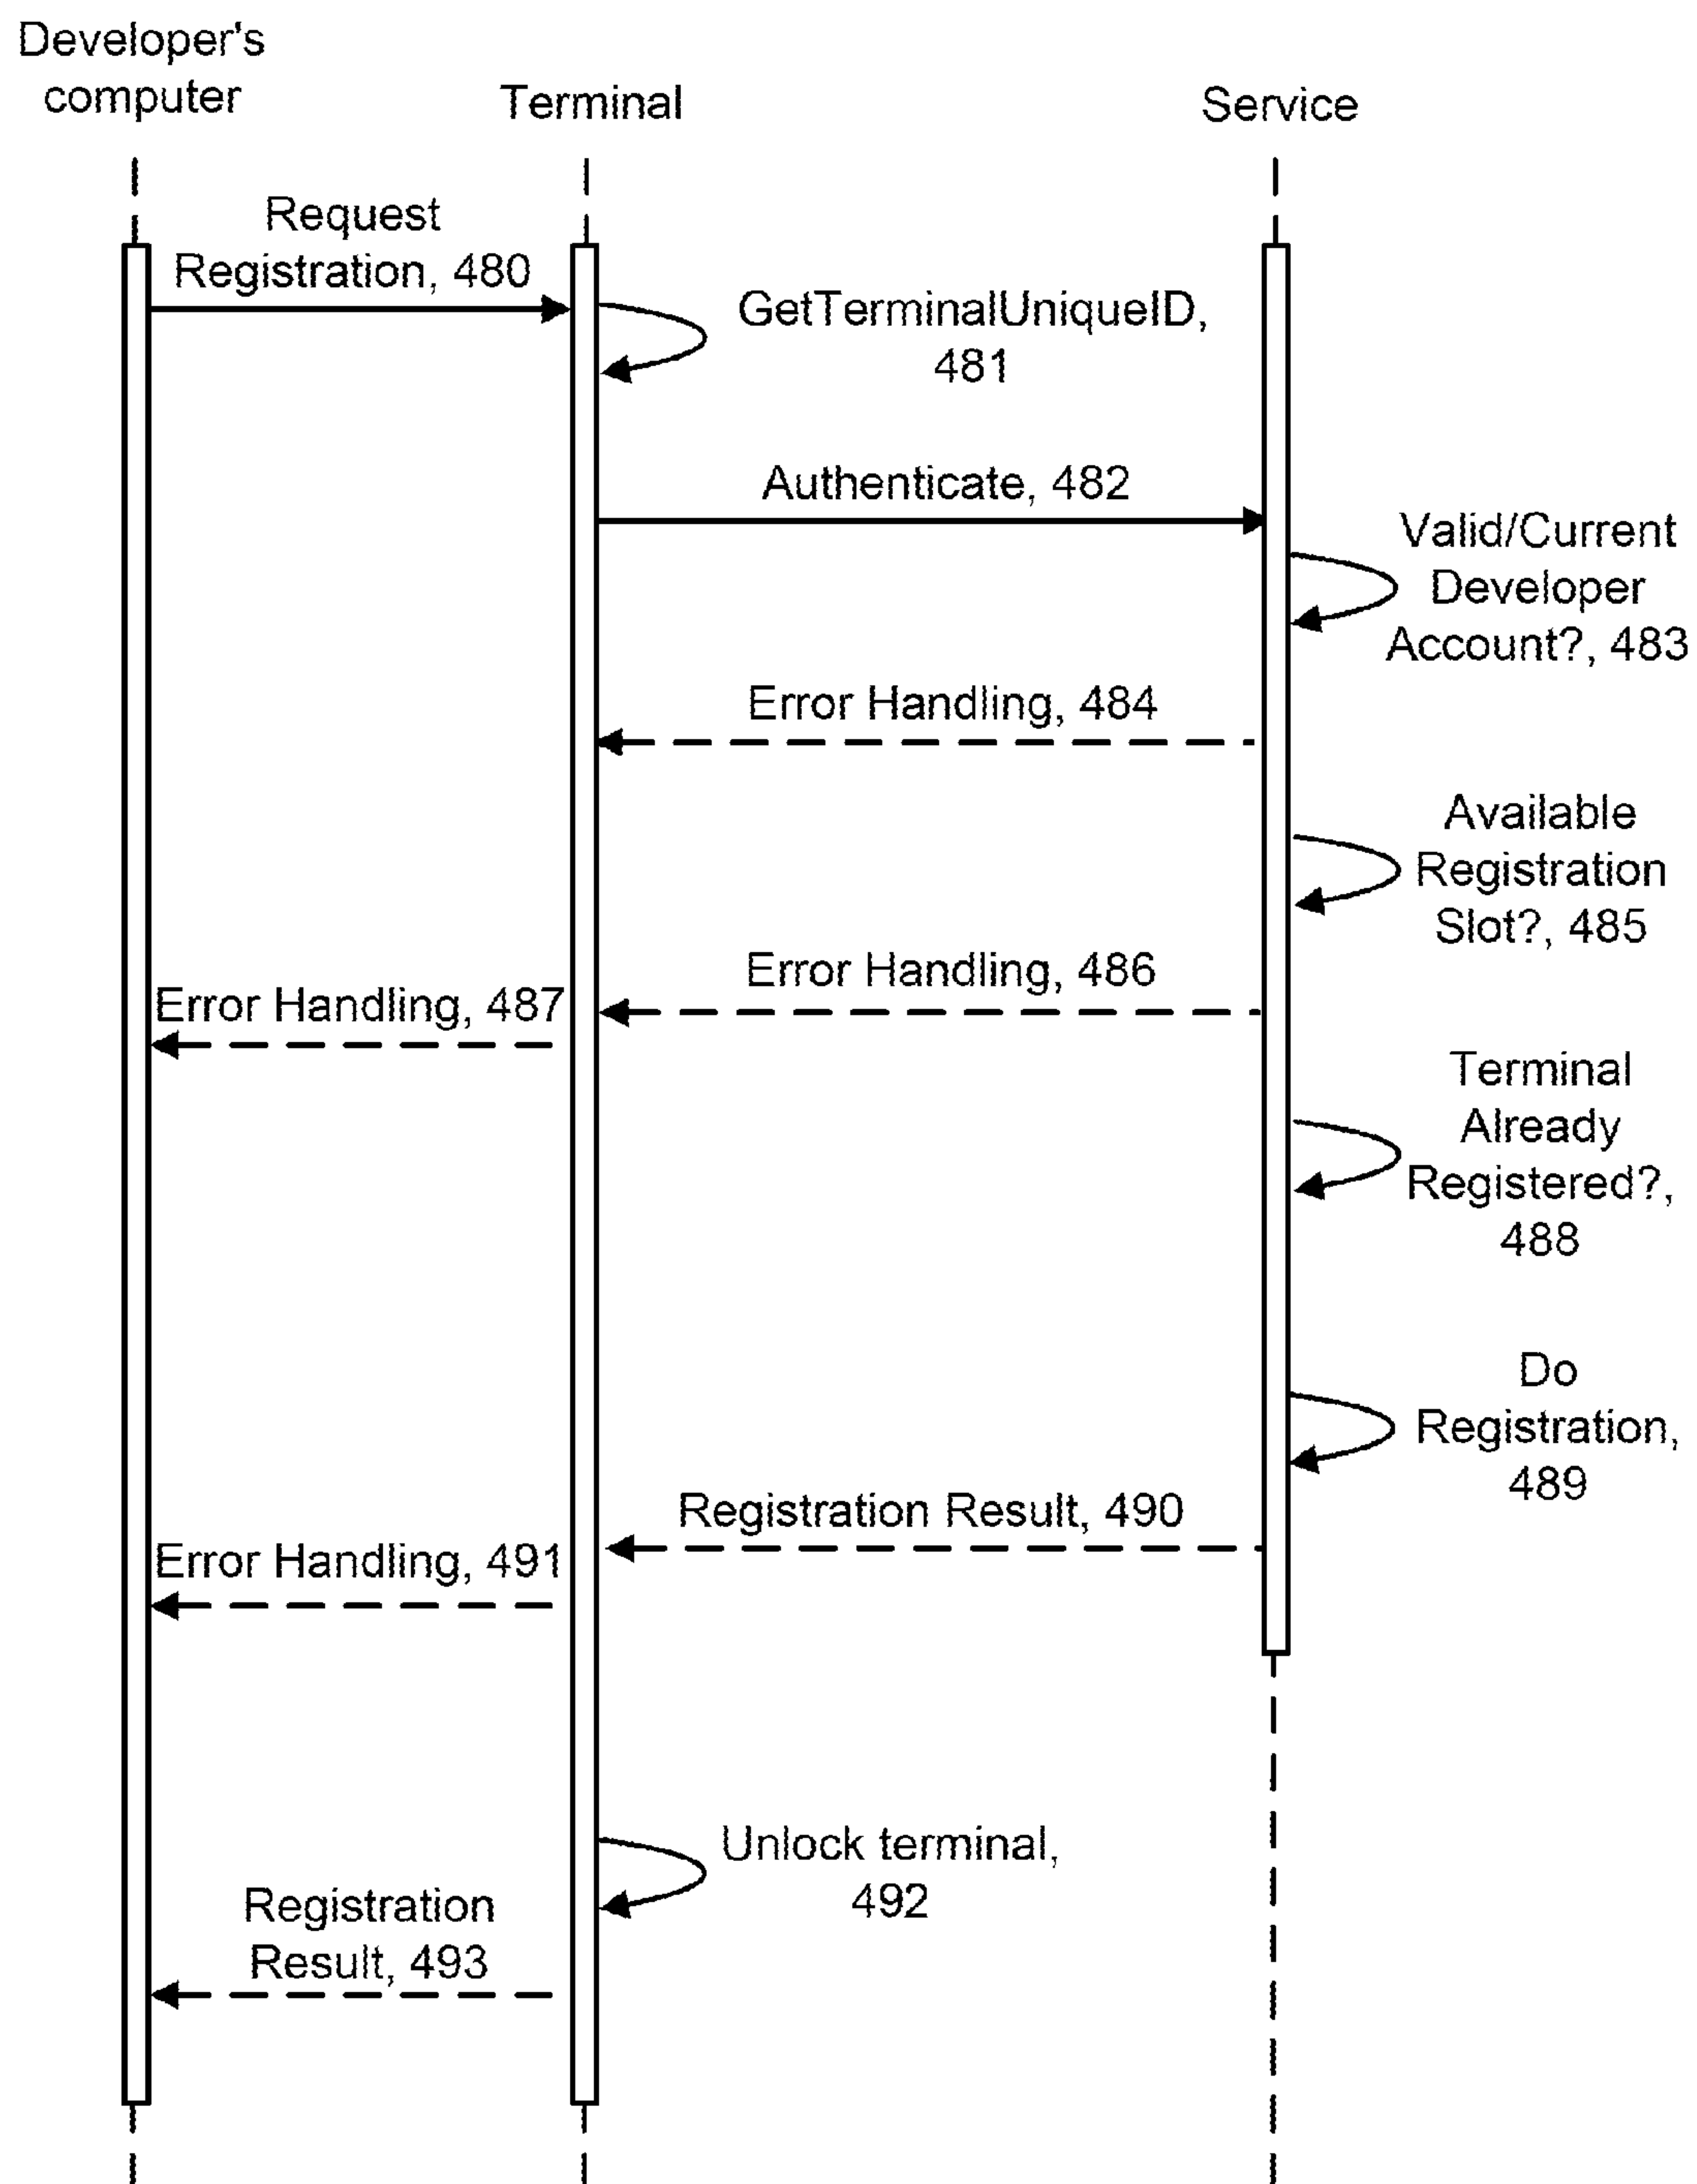 Developer's
computer
Terminal
Service
Request
Registration, 480
GetTerminalUniqueID,
481
Authenticate, 482
Valid/Current
Developer
Account?, 483
Error Handling, 484
Available
Registration
Slot?, 485
Error Handling, 486
Error Handling, 487
Terminal
Already
Registered?,
488
Do
Registration,
489
Registration Result, 490
Error Handling, 491
Unlock terminal,
492
Registration
Result, 493